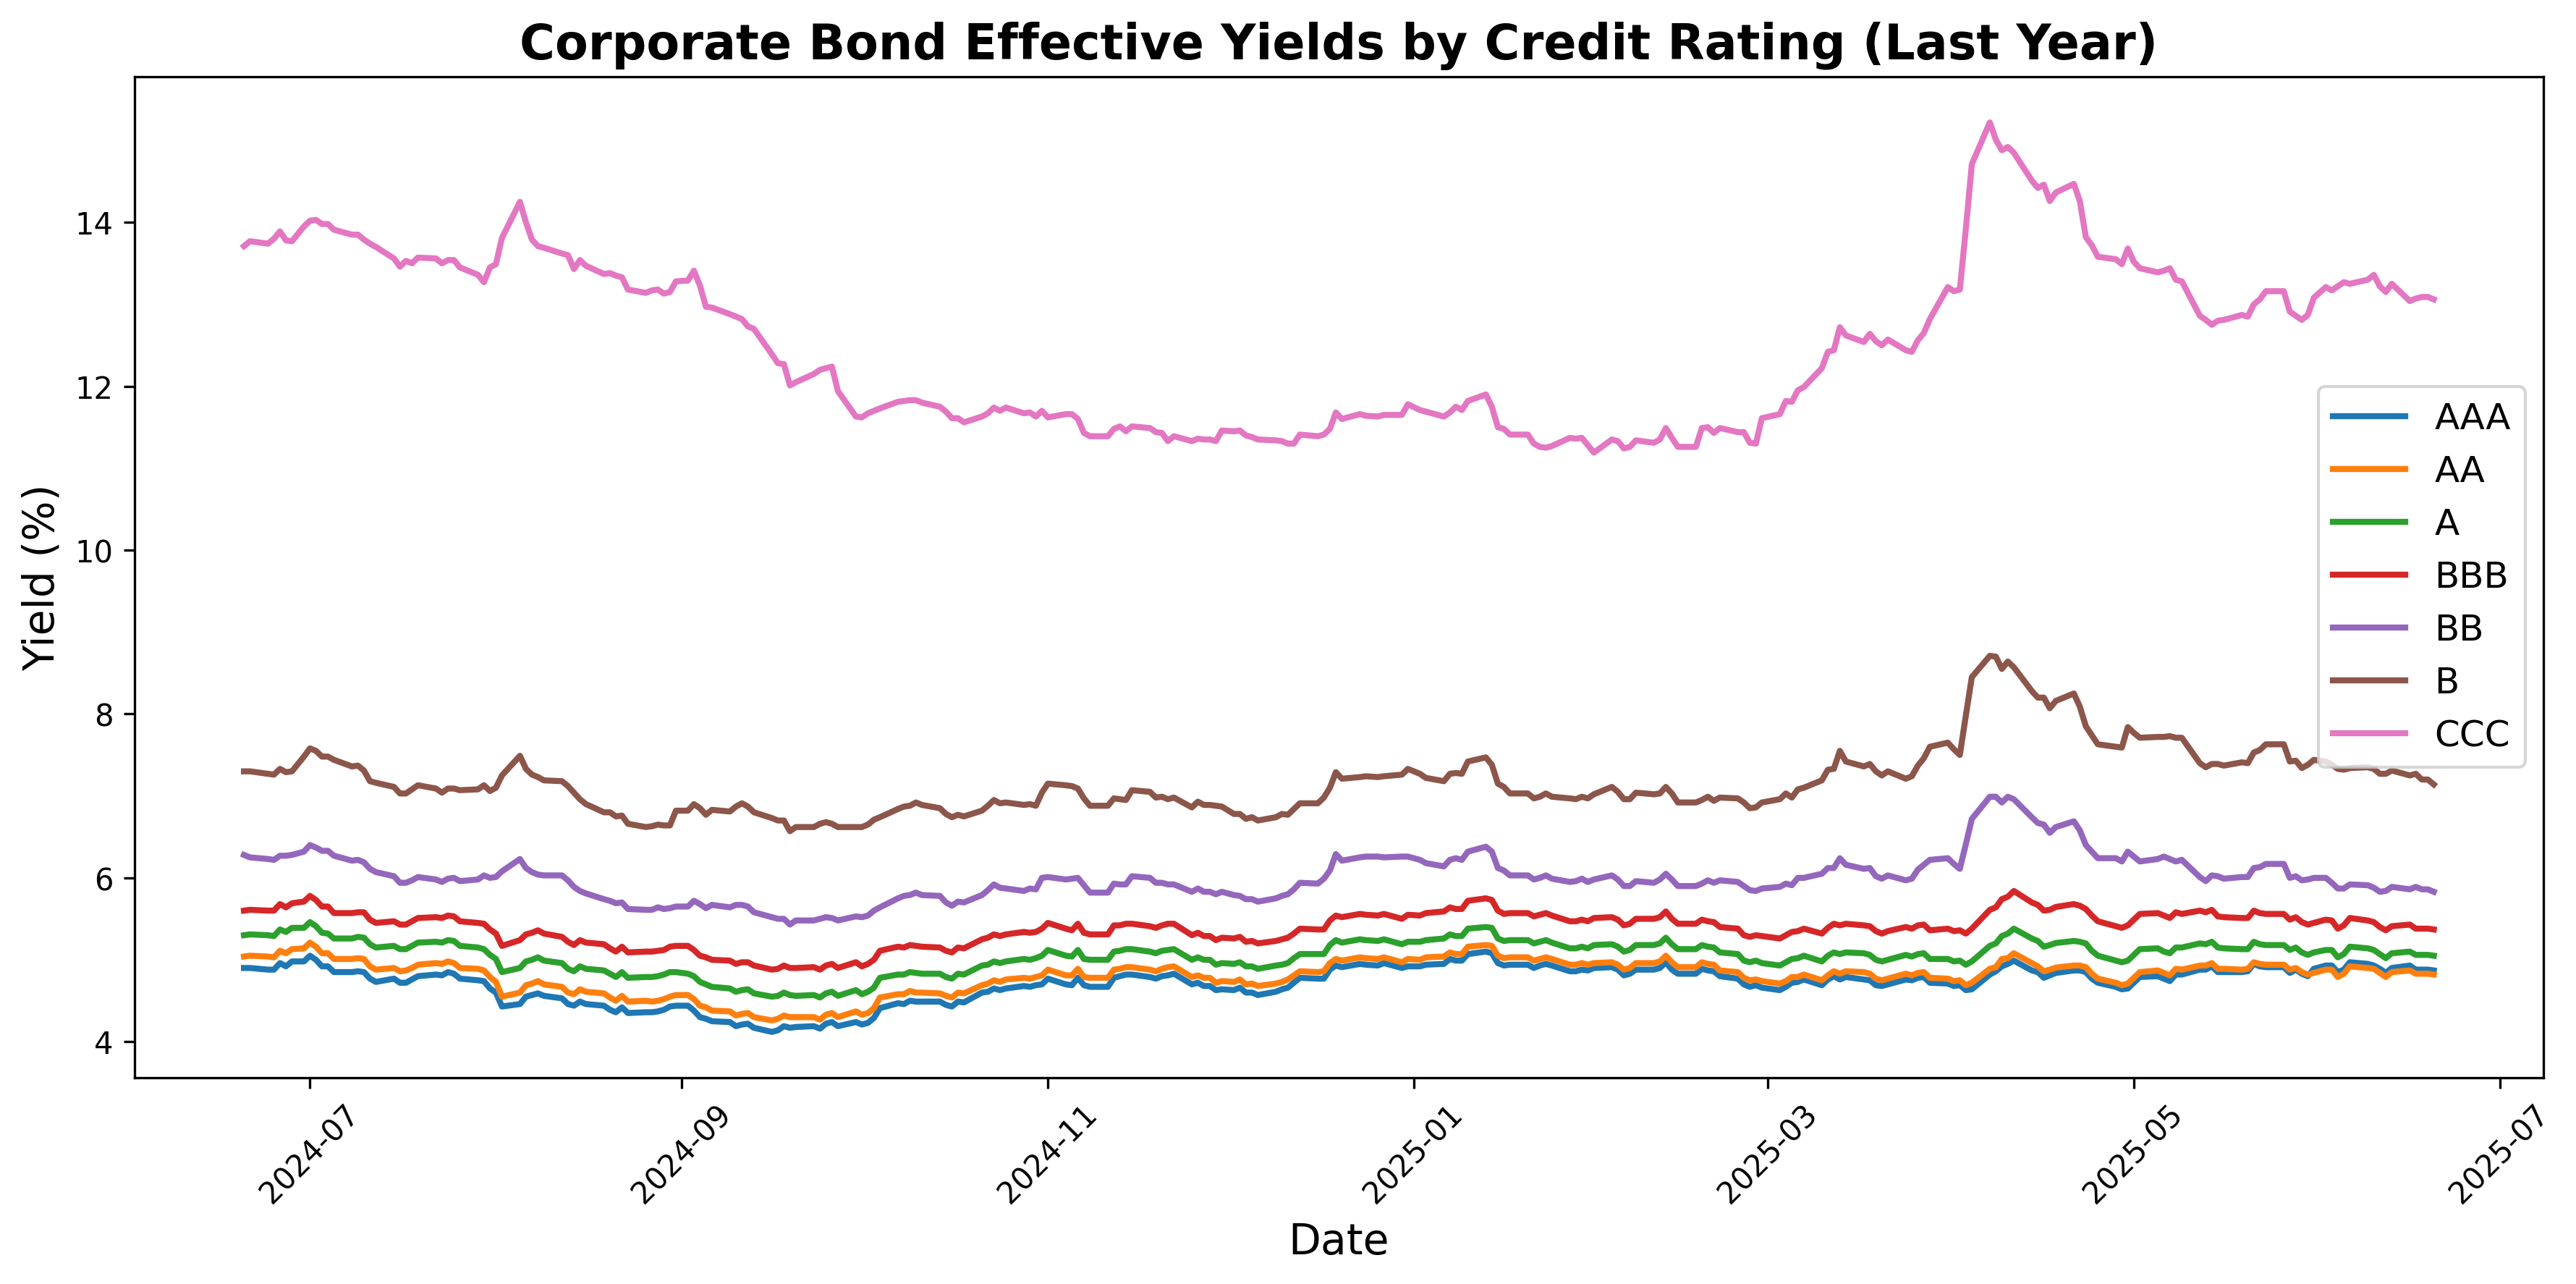 Corporate Bond Effective Yields by Credit Rating (Last Year)
Yield (%)
14
12
10
8
6
4
AAA
AA
A
BBB
BB
B
CCC
2024-07
2024-09
2024-11
2025-01
2025-03
2025-05
2025-07
Date